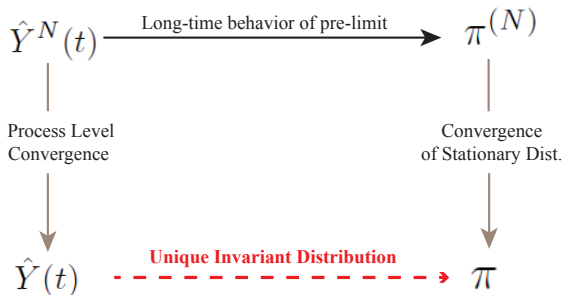 Long-time behavior of pre-limit
Ŷ^N(t)
π^(N)
Process Level
Convergence
Convergence
of Stationary Dist.
Unique Invariant Distribution
Ŷ(t)
π